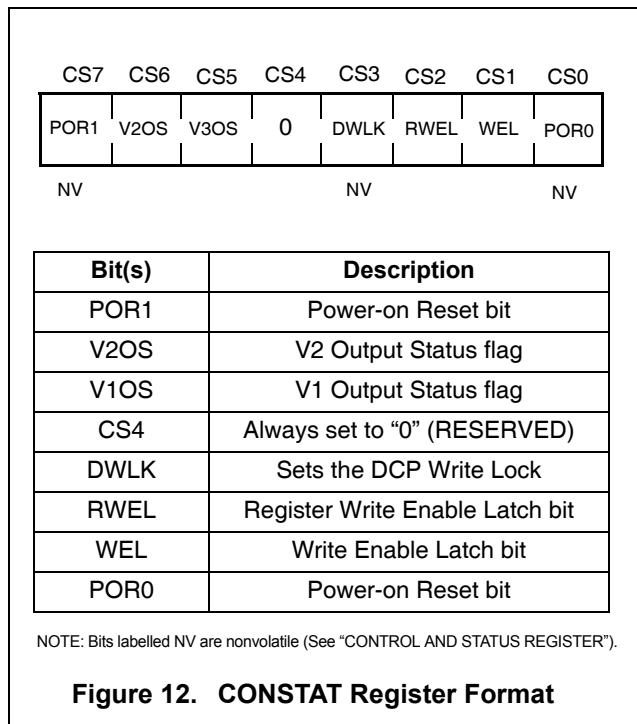 CS7 CS6 CS5 CS4 CS3 CS2 CS1 CS0
POR1 V2OS V3OS 0 DWLK RWEL WEL POR0
NV NV NV
Bit(s) Description
POR1 Power-on Reset bit
V2OS V2 Output Status flag
V1OS V1 Output Status flag
CS4 Always set to “0” (RESERVED)
DWLK Sets the DCP Write Lock
RWEL Register Write Enable Latch bit
WEL Write Enable Latch bit
POR0 Power-on Reset bit
NOTE: Bits labelled NV are nonvolatile (See “CONTROL AND STATUS REGISTER”).
Figure 12. CONSTAT Register Format